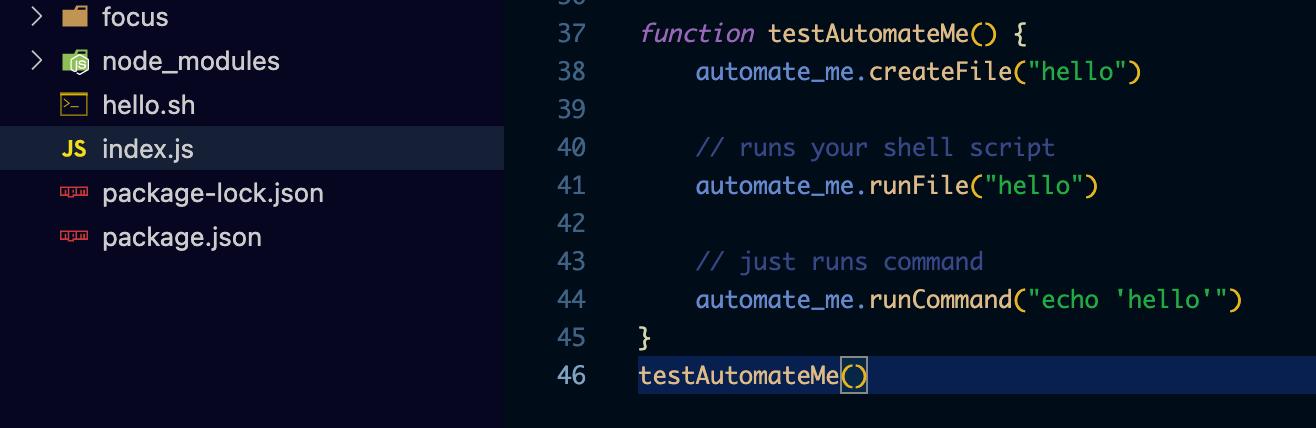 focus
node_modules
hello.sh
JS index.js
package-lock.json
package.json
37 function testAutomateMe() {
38 automate_me.createFile("hello")
39
40 // runs your shell script
41 automate_me.runFile("hello")
42
43 // just runs command
44 automate_me.runCommand("echo 'hello'")
45 }
46 testAutomateMe()